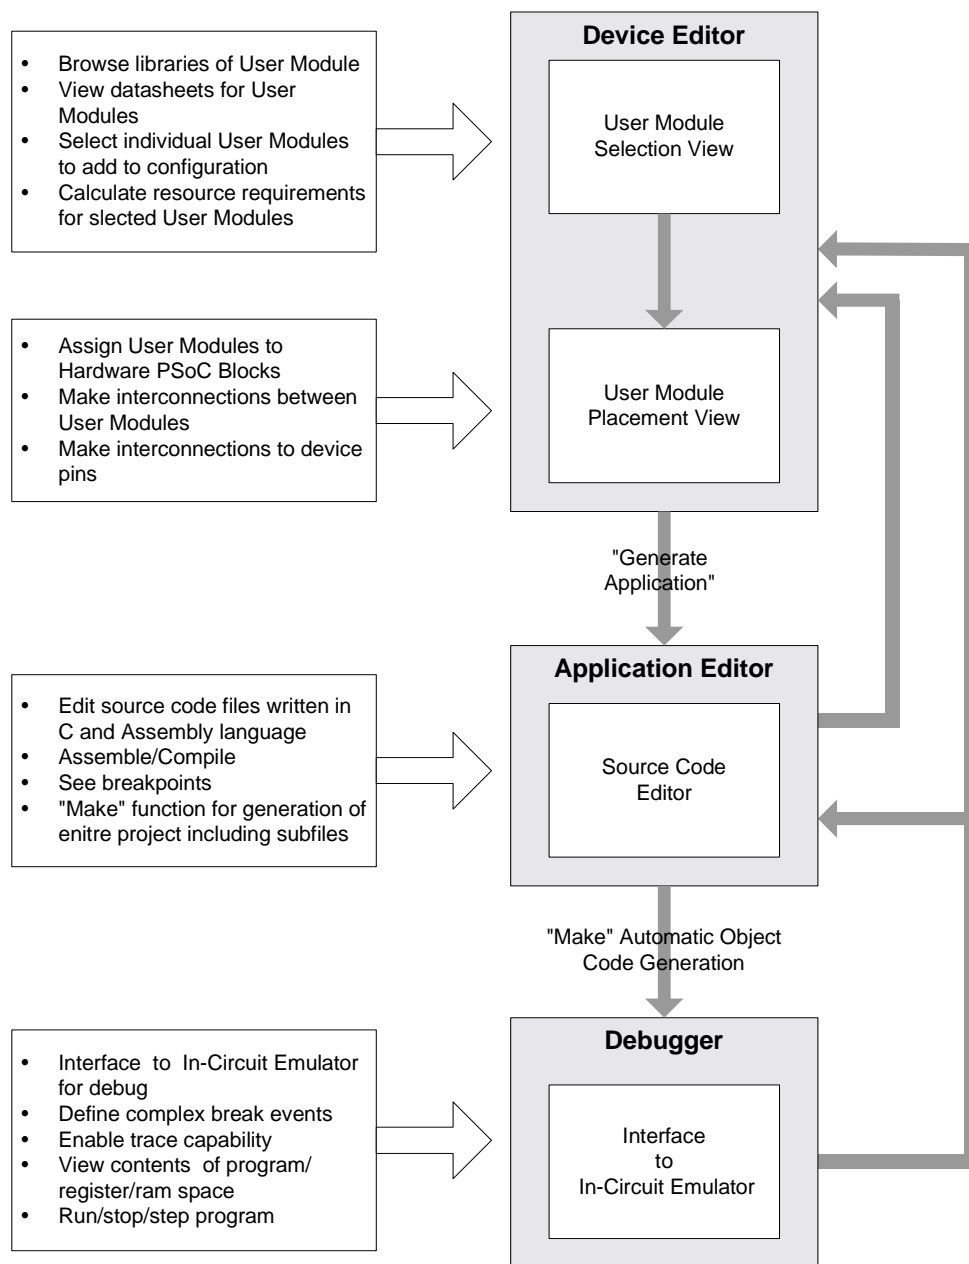 Device Editor
• Browse libraries of User Module
• View datasheets for User
Modules
• Select individual User Modules
to add to configuration
• Calculate resource requirements
for slected User Modules
User Module
Selection View
• Assign User Modules to
Hardware PSoC Blocks
• Make interconnections between
User Modules
• Make interconnections to device
pins
User Module
Placement View
"Generate
Application"
Application Editor
• Edit source code files written in
C and Assembly language
• Assemble/Compile
• See breakpoints
• "Make" function for generation of
enitre project including subfiles
Source Code
Editor
"Make" Automatic Object
Code Generation
Debugger
• Interface to In-Circuit Emulator
for debug
• Define complex break events
• Enable trace capability
• View contents of program/
register/ram space
• Run/stop/step program
Interface
to
In-Circuit Emulator